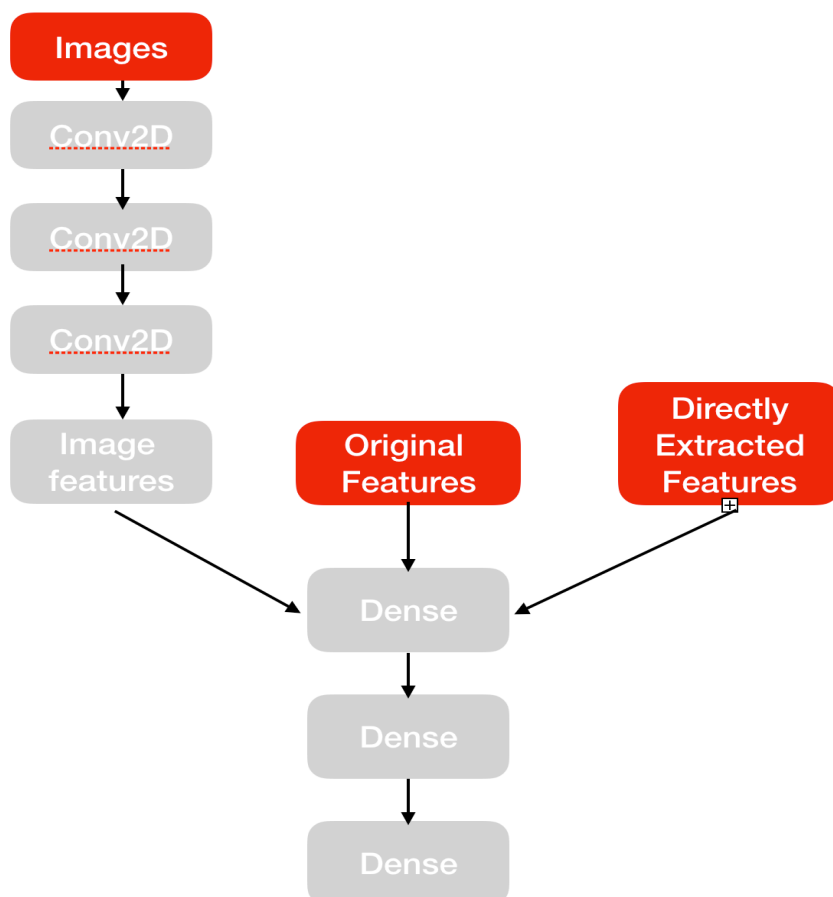 Images
Conv2D
Conv2D
Conv2D
Image
features
Original
Features
Directly
Extracted
Features
Dense
Dense
Dense